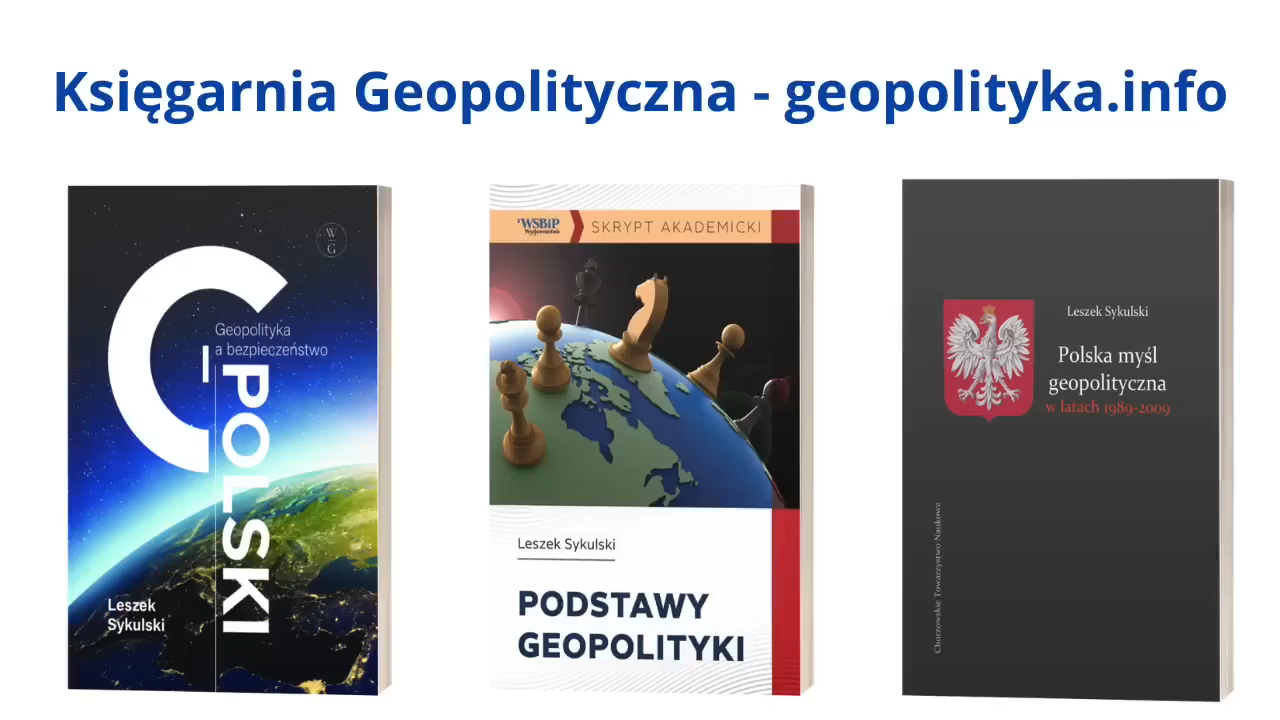 Księgarnia Geopolityczna - geopolityka.info
W
G
Geopolityka
a bezpieczeństwo
POLSKI
Leszek
Sykulski
WSBiP
Wydawnictwo
SKRYPT AKADEMICKI
Leszek Sykulski
PODSTAWY
GEOPOLITYKI
Leszek Sykulski
Polska myśl
geopolityczna
w latach 1989-2009
Chorzowskie Towarzystwo Naukowe